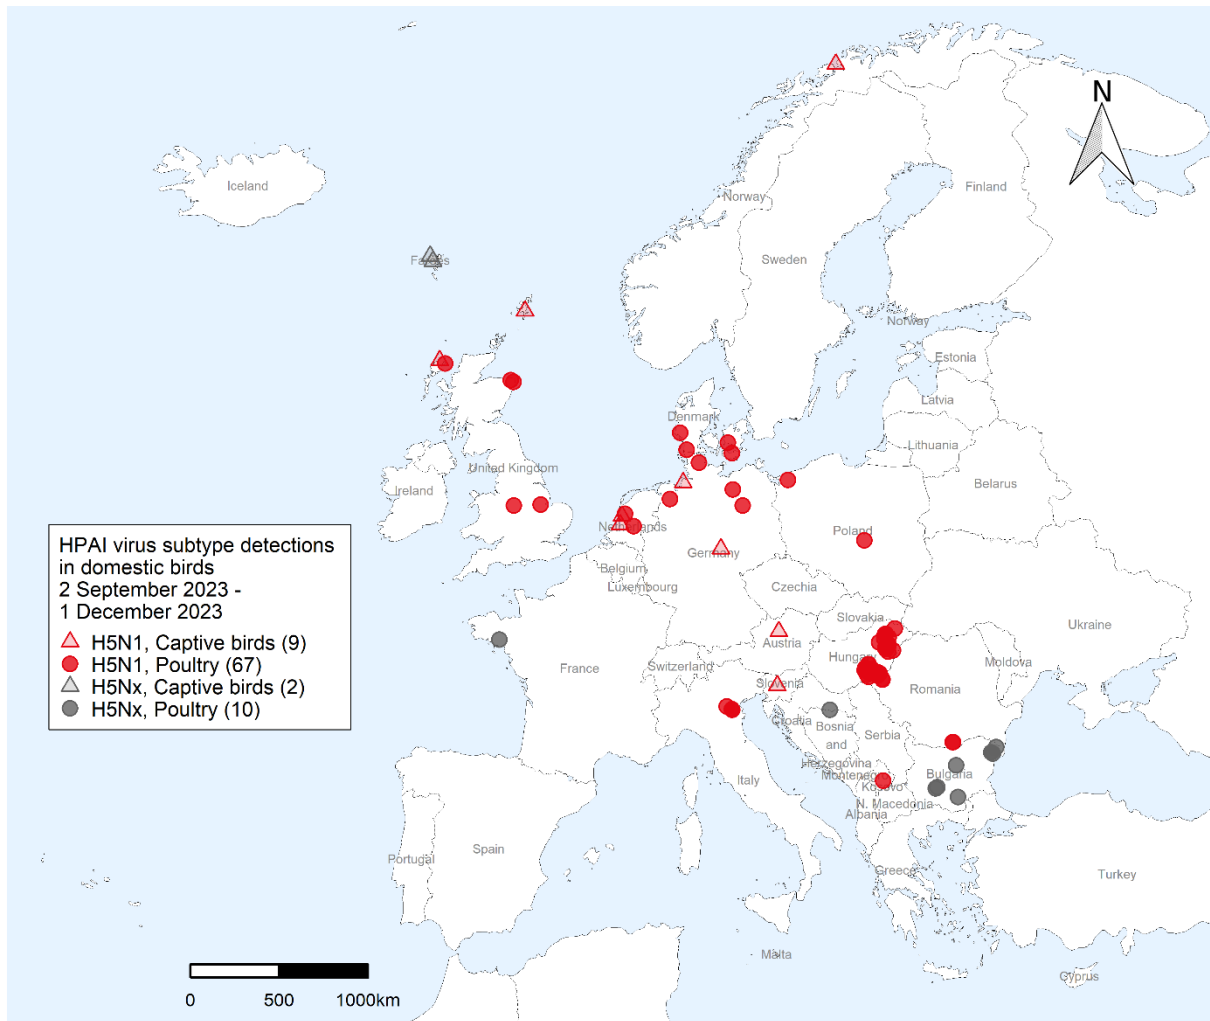 N
Iceland
Norway
Finland
Sweden
Faroes
Norway
Estonia
Latvia
Denmark
Lithuania
United Kingdom
Belarus
Ireland
Netherlands
Poland
Germany
Belgium
Luxembourg
Czechia
Slovakia
Ukraine
Austria
Hungary
Moldova
France
Switzerland
Slovenia
Romania
Croatia
Bosnia
and
Herzegovina
Serbia
Montenegro
Bulgaria
Italy
Kosovo
N. Macedonia
Albania
Portugal
Spain
Greece
Turkey
Malta
Cyprus
HPAI virus subtype detections
in domestic birds
2 September 2023 -
1 December 2023
H5N1, Captive birds (9)
H5N1, Poultry (67)
H5Nx, Captive birds (2)
H5Nx, Poultry (10)
0 500 1000km